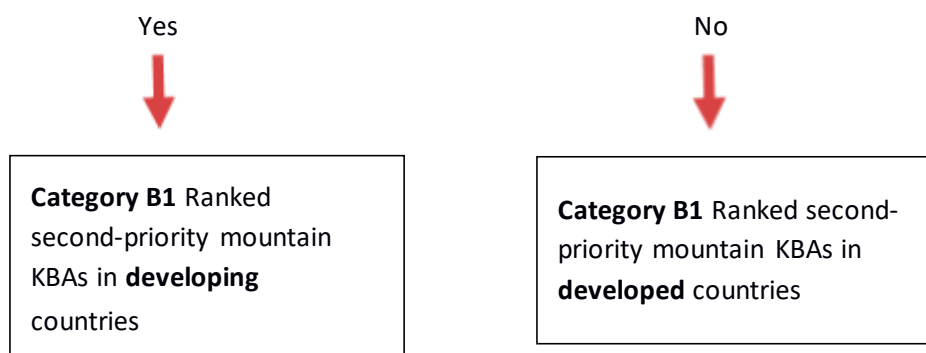 Yes
No
Category B1 Ranked
second-priority mountain
KBAs in developing
countries
Category B1 Ranked second-
priority mountain KBAs in
developed countries